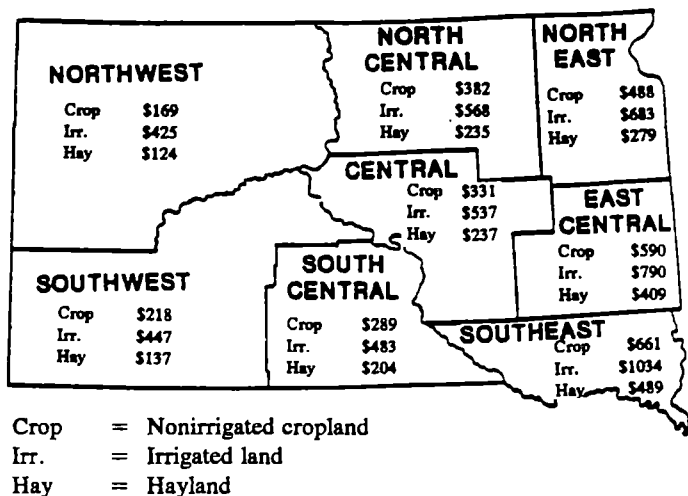 NORTHWEST
Crop $169
Irr. $425
Hay $124
NORTH
CENTRAL
Crop $382
Irr. $568
Hay $235
NORTH
EAST
Crop $488
Irr. $683
Hay $279
CENTRAL
Crop $331
Irr. $537
Hay $237
EAST
CENTRAL
Crop $590
Irr. $790
Hay $409
SOUTHWEST
Crop $218
Irr. $447
Hay $137
SOUTH
CENTRAL
Crop $289
Irr. $483
Hay $204
SOUTHEAST
Crop $661
Irr. $1034
Hay $489
Crop = Nonirrigated cropland
Irr. = Irrigated land
Hay = Hayland